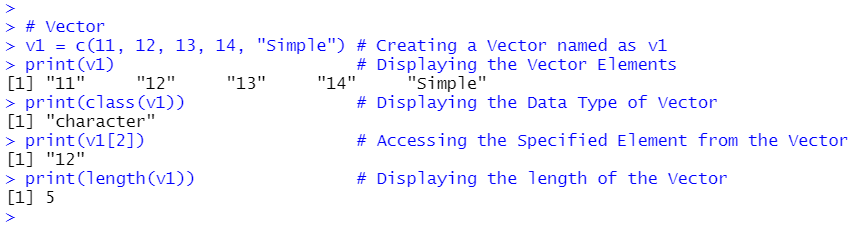 >
> # Vector
> v1 = c(11, 12, 13, 14, "Simple") # Creating a Vector named as v1
> print(v1)                       # Displaying the Vector Elements
[1] "11"     "12"     "13"     "14"     "Simple"
> print(class(v1))                # Displaying the Data Type of Vector
[1] "character"
> print(v1[2])                    # Accessing the Specified Element from the Vector
[1] "12"
> print(length(v1))               # Displaying the length of the Vector
[1] 5
>